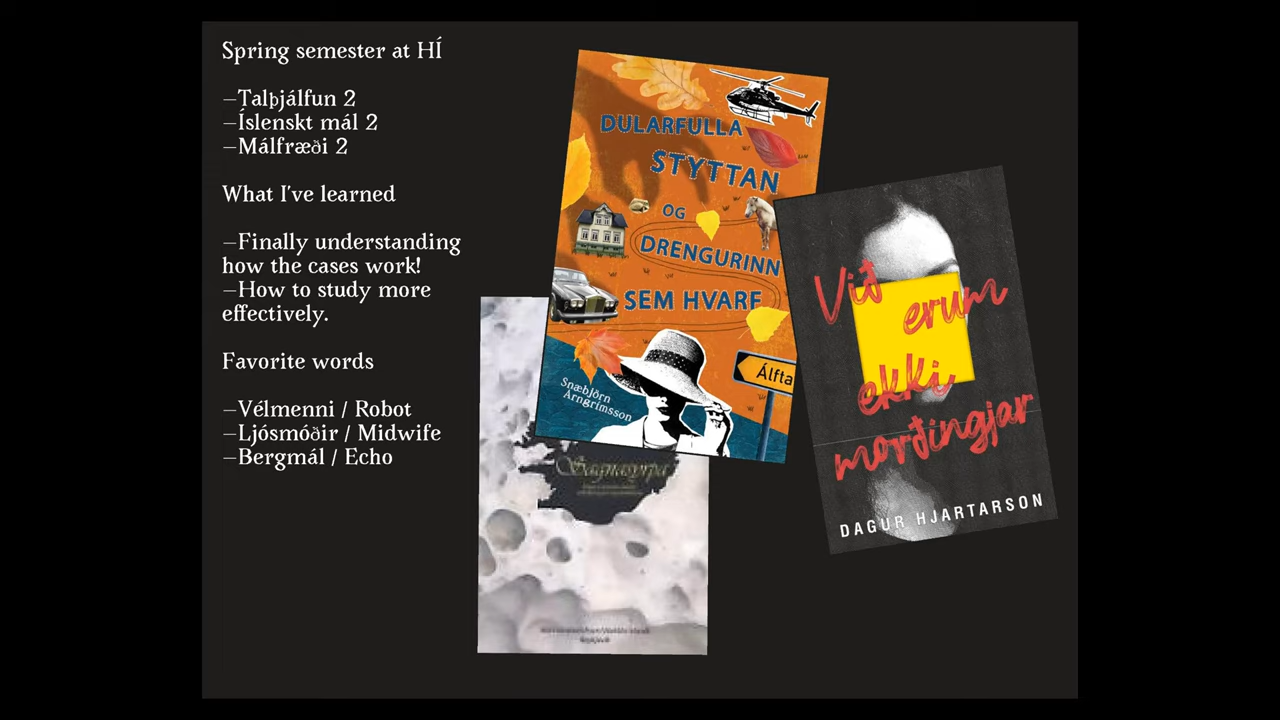 Spring semester at HÍ
—Talþjálfun 2
—Íslenskt mál 2
—Málfræði 2
What I've learned
—Finally understanding
how the cases work!
—How to study more
effectively.
Favorite words
—Vélmenni / Robot
—Ljósmóðir / Midwife
—Bergmál / Echo
DULARFULLA
STYTTAN
OG
DRENGURINN
SEM HVARF
Álfta
Snæbjörn
Arngrímsson
Við
erum
ekki
morðingjar
DAGUR HJARTARSON
Sagnasyrpa